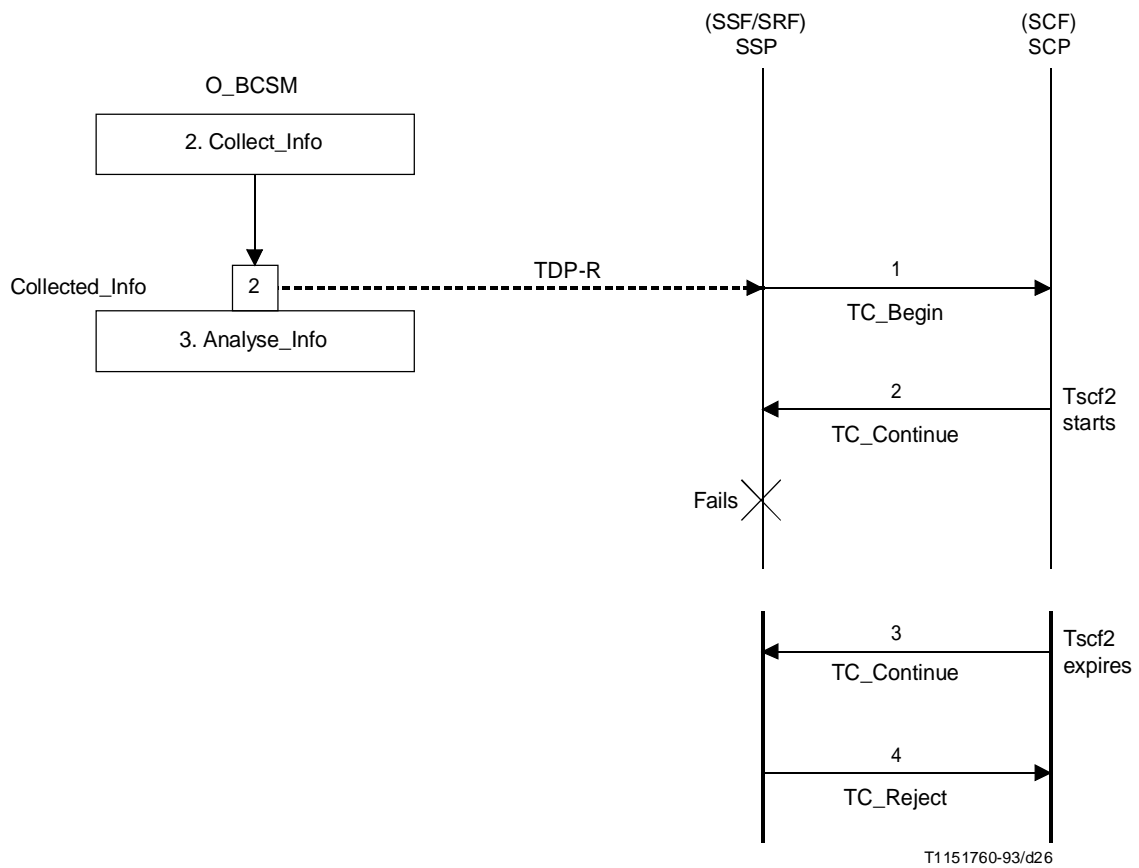 (SSF/SRF)
SSP
(SCF)
SCP
O_BCSM
2. Collect_Info
Collected_Info
2
TDP-R
1
TC_Begin
3. Analyse_Info
2
TC_Continue
Tscf2
starts
Fails
3
TC_Continue
Tscf2
expires
4
TC_Reject
T1151760-93/d26